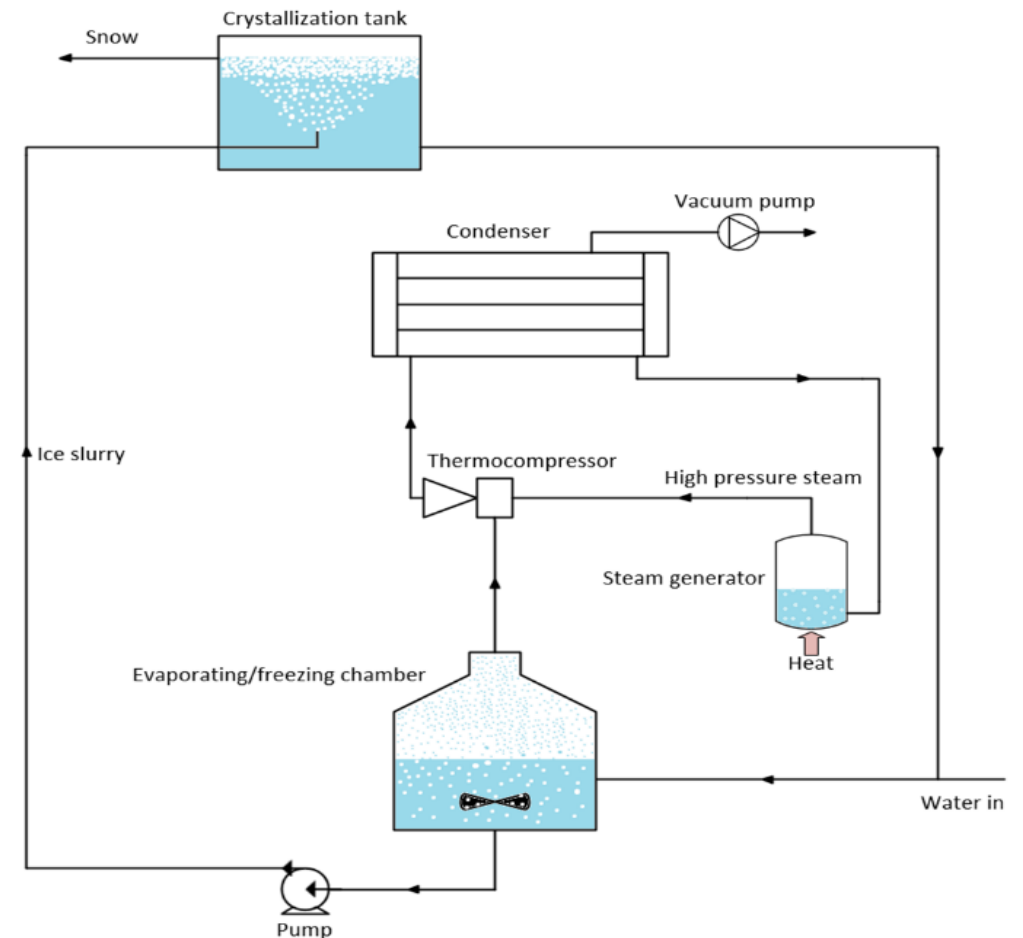 Crystallization tank
Snow
Vacuum pump
Condenser
Ice slurry
Thermocompressor
High pressure steam
Steam generator
Heat
Evaporating/freezing chamber
Water in
Pump